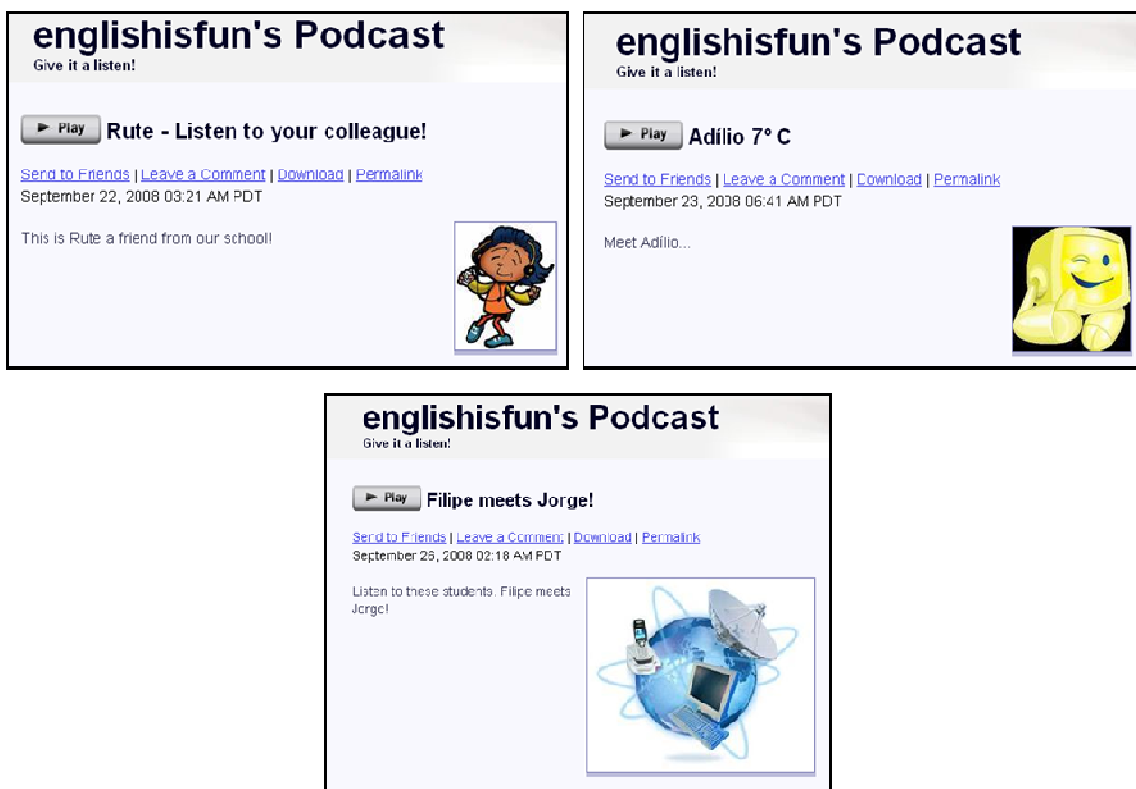 englishisfun's Podcast
Give it a listen!
Play Rute - Listen to your colleague!
Send to Friends | Leave a Comment | Download | Permalink
September 22, 2008 03:21 AM PDT
This is Rute a friend from our school!
englishisfun's Podcast
Give it a listen!
Play Adílio 7º C
Send to Friends | Leave a Comment | Download | Permalink
September 23, 2008 06:41 AM PDT
Meet Adílio...
englishisfun's Podcast
Give it a listen!
Play Filipe meets Jorge!
Send to Friends | Leave a Comment | Download | Permalink
September 26, 2008 02:18 AM PDT
Listen to these students. Filipe meets
Jorge!